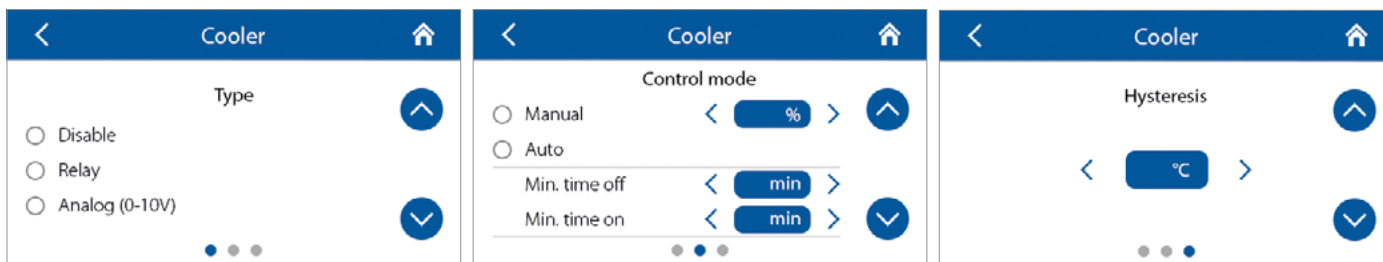 Cooler
Type
Disable
Relay
Analog (0-10V)
Cooler
Control mode
Manual %
Auto
Min. time off min
Min. time on min
Cooler
Hysteresis
°C